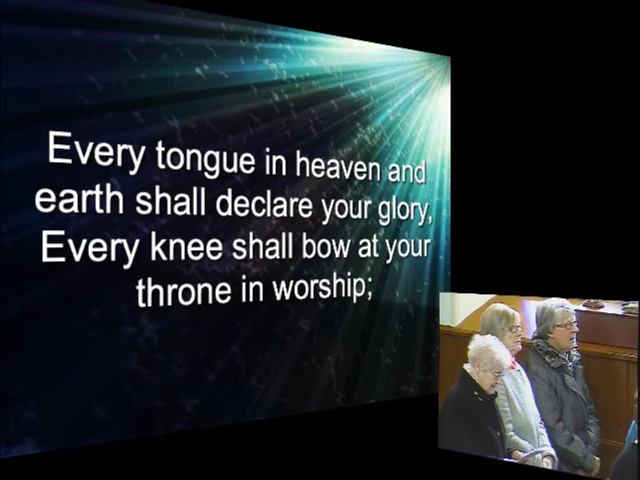 Every tongue in heaven and
earth shall declare your glory,
Every knee shall bow at your
throne in worship;